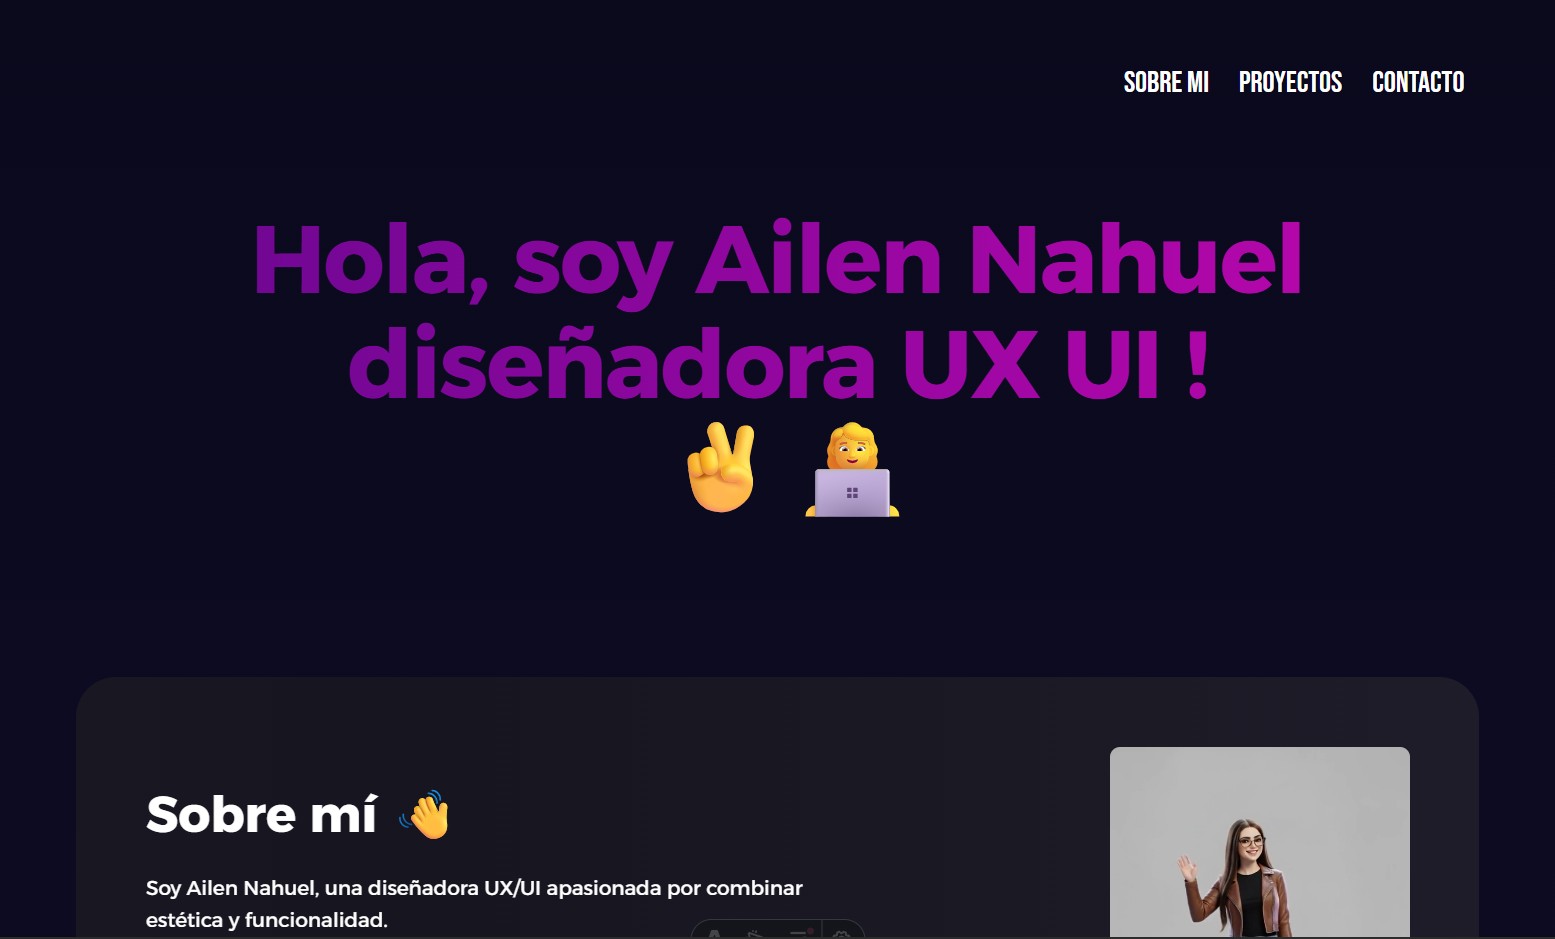 SOBRE MI PROYECTOS CONTACTO
Hola, soy Ailen Nahuel
diseñadora UX UI !
Sobre mí
Soy Ailen Nahuel, una diseñadora UX/UI apasionada por combinar
estética y funcionalidad.